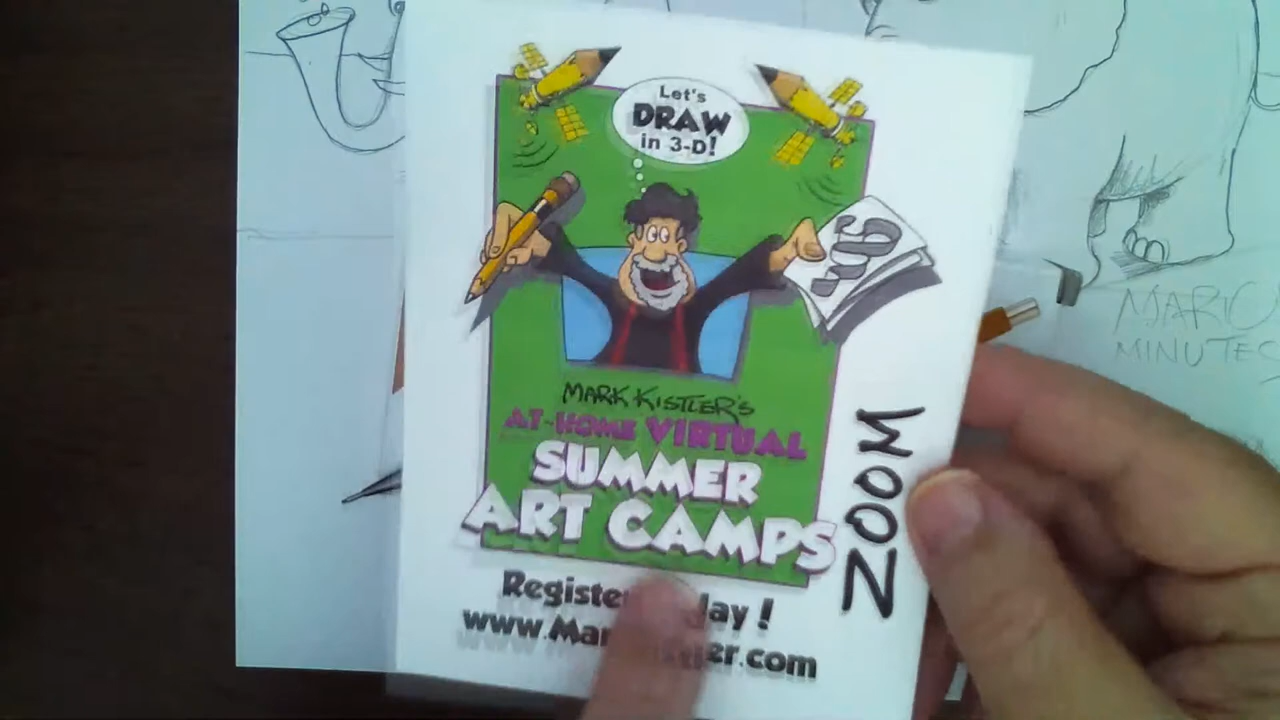 Let's
DRAW
in 3-D!
MARK KISTLER'S
AT-HOME VIRTUAL
SUMMER
ART CAMPS
ZOOM
MINUTES